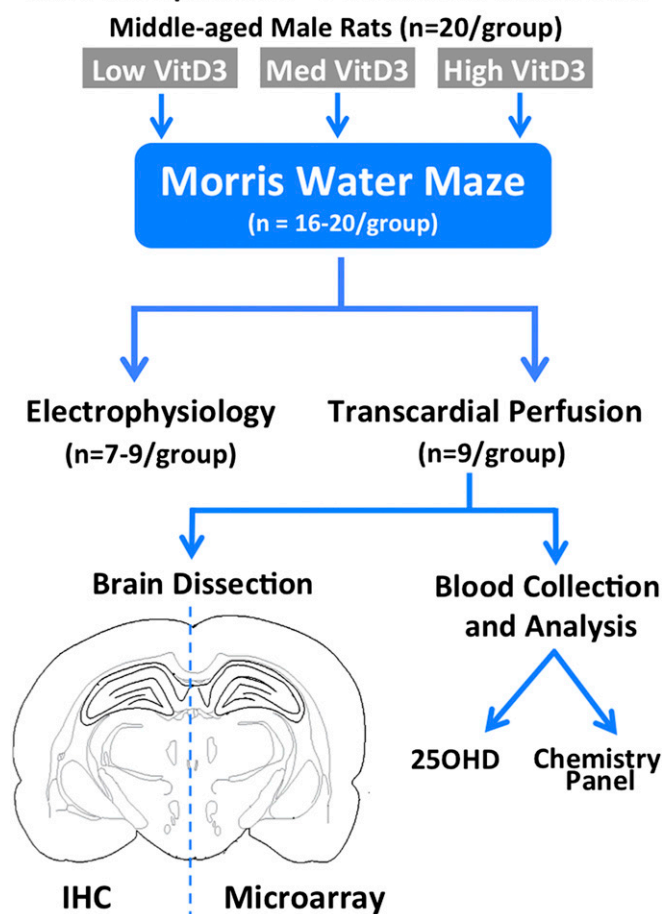 Middle-aged Male Rats (n=20/group)
Low VitD3 Med VitD3 High VitD3
Morris Water Maze
(n = 16-20/group)
Electrophysiology
(n=7-9/group)
Transcardial Perfusion
(n=9/group)
Brain Dissection
Blood Collection
and Analysis
25OHD
Chemistry
Panel
IHC
Microarray